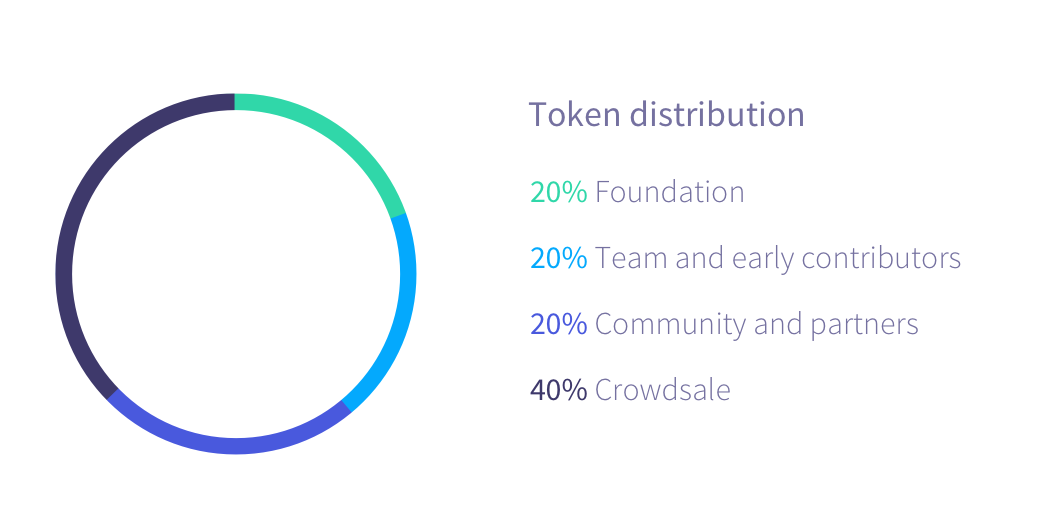 Token distribution
20% Foundation
20% Team and early contributors
20% Community and partners
40% Crowdsale